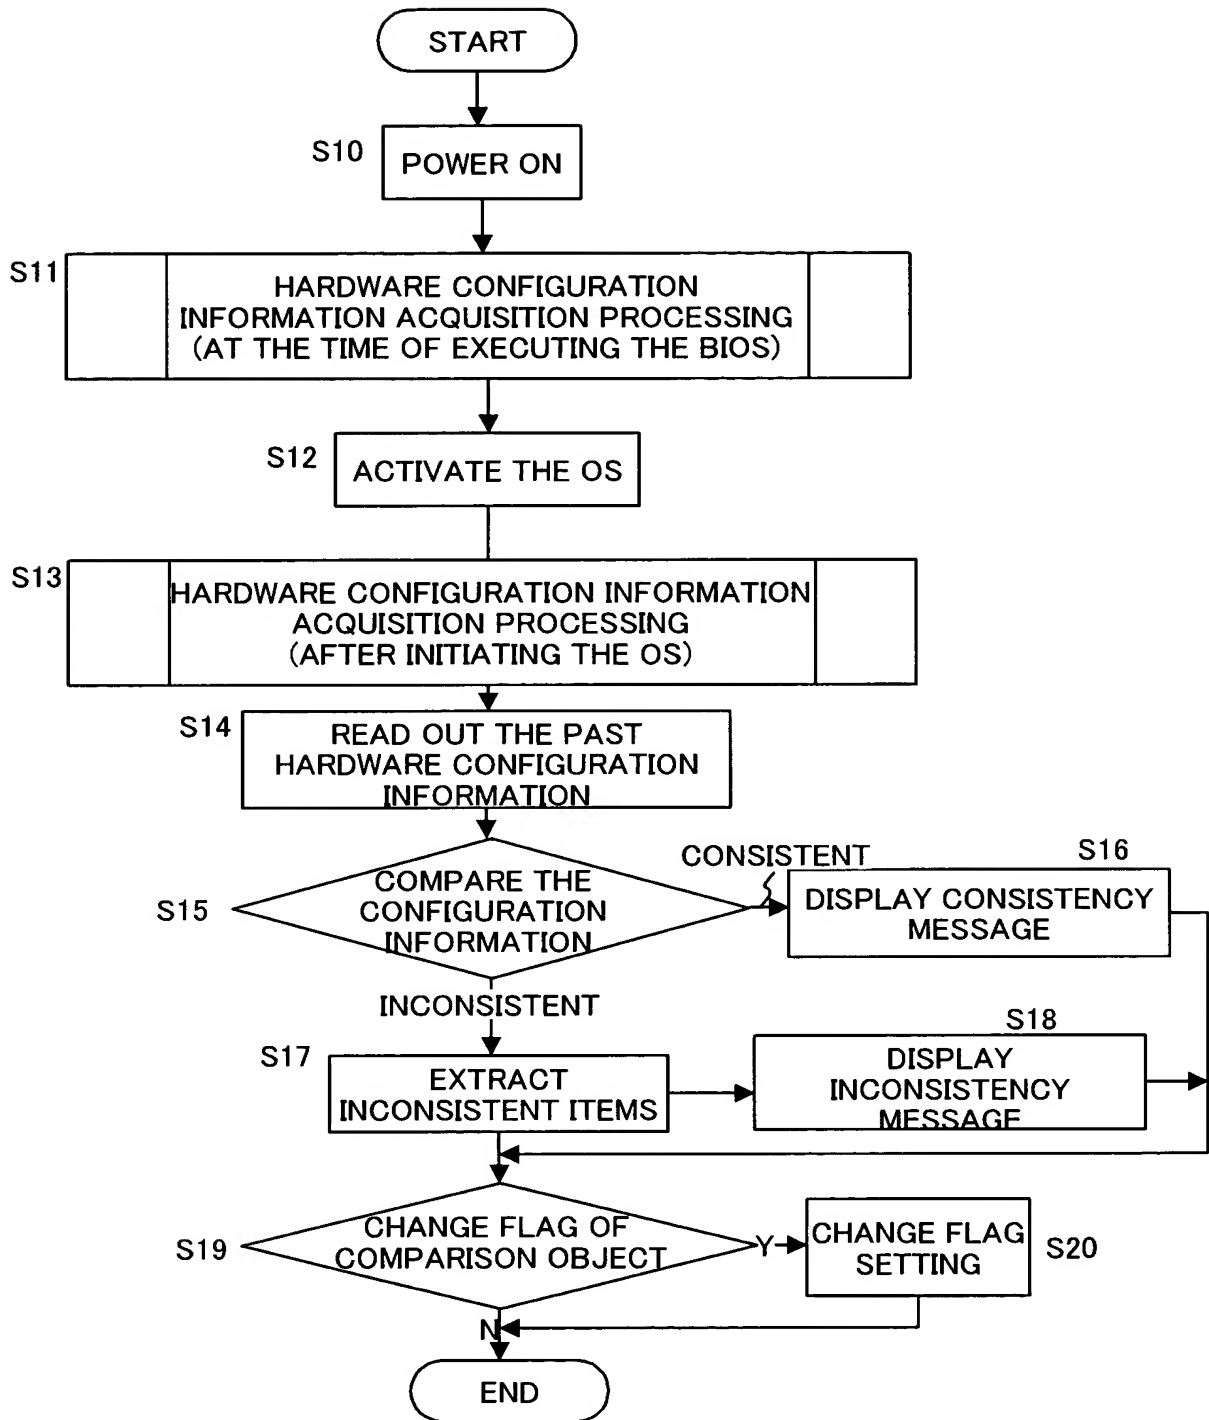 START
S10
POWER ON
S11
HARDWARE CONFIGURATION
INFORMATION ACQUISITION PROCESSING
(AT THE TIME OF EXECUTING THE BIOS)
S12
ACTIVATE THE OS
S13
HARDWARE CONFIGURATION INFORMATION
ACQUISITION PROCESSING
(AFTER INITIATING THE OS)
S14
READ OUT THE PAST
HARDWARE CONFIGURATION
INFORMATION
S15
COMPARE THE
CONFIGURATION
INFORMATION
CONSISTENT
S16
DISPLAY CONSISTENCY
MESSAGE
INCONSISTENT
S17
EXTRACT
INCONSISTENT ITEMS
S18
DISPLAY
INCONSISTENCY
MESSAGE
S19
CHANGE FLAG OF
COMPARISON OBJECT
Y
CHANGE FLAG
SETTING
S20
N
END